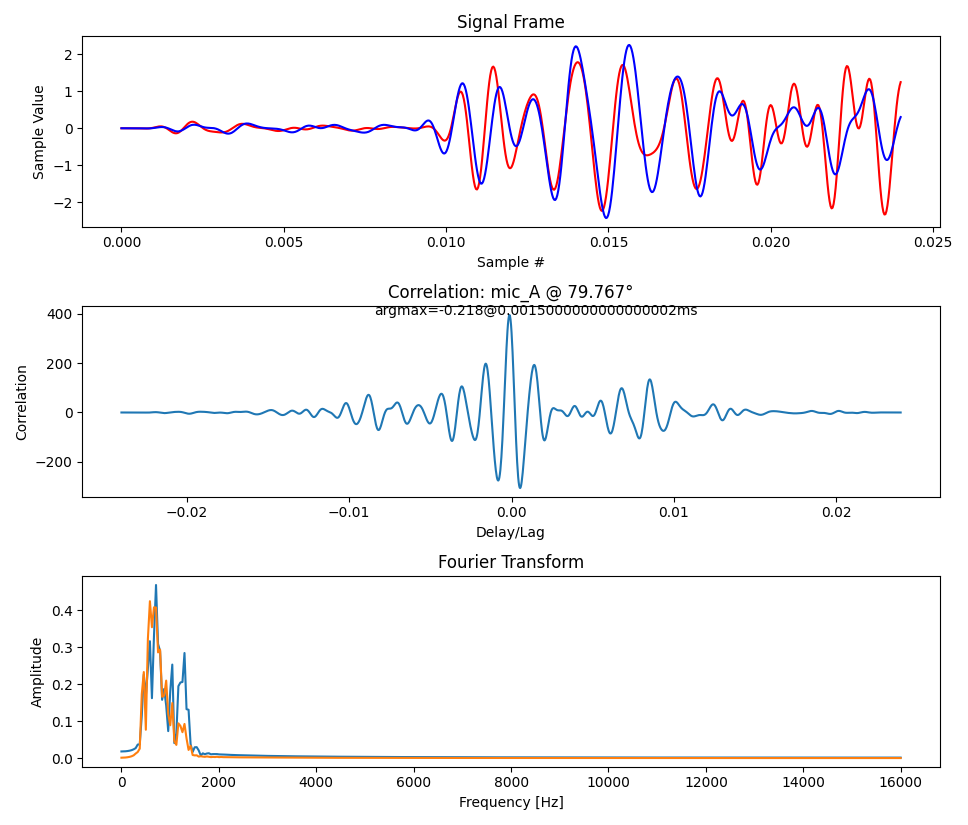 Signal Frame
Sample Value
2
1
0
−1
−2
0.000 0.005 0.010 0.015 0.020 0.025
Sample #
Correlation: mic_A @ 79.767°
argmax=-0.218@0.0015000000000000002ms
Correlation
400
200
0
−200
−0.02 −0.01 0.00 0.01 0.02
Delay/Lag
Fourier Transform
Amplitude
0.4
0.3
0.2
0.1
0.0
0 2000 4000 6000 8000 10000 12000 14000 16000
Frequency [Hz]